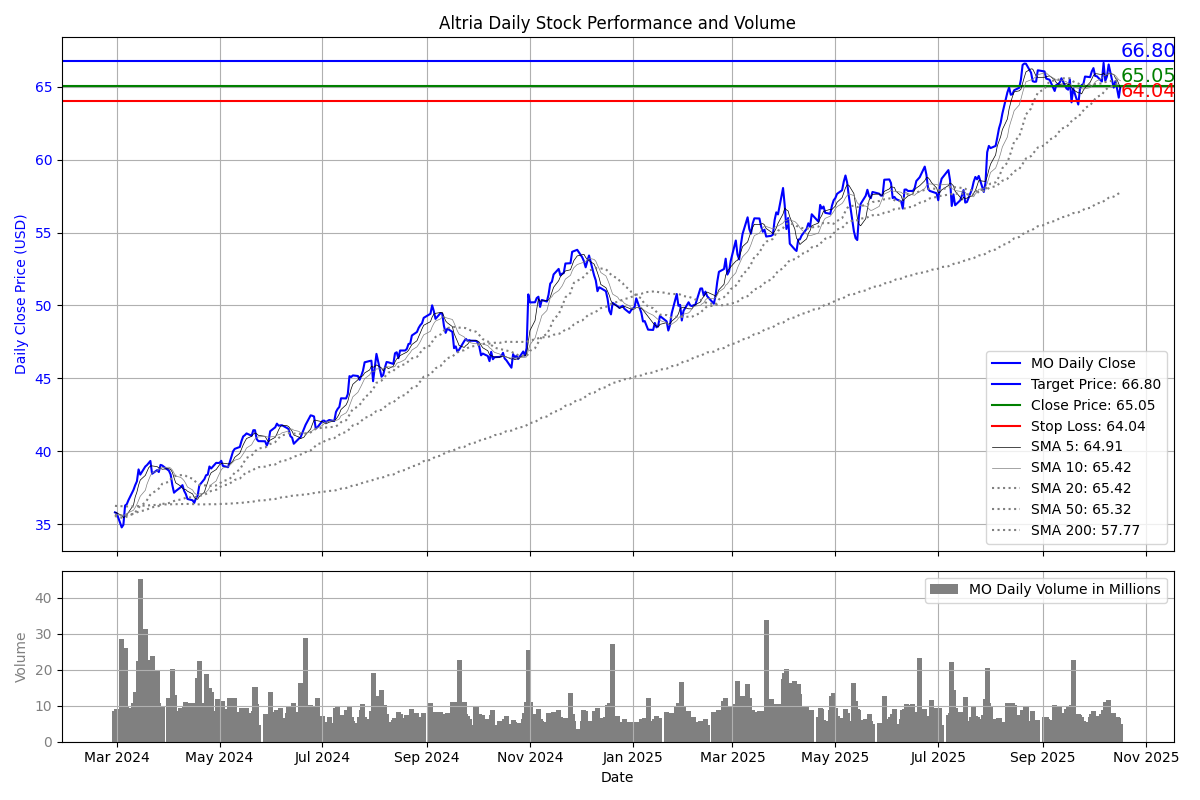 Altria Daily Stock Performance and Volume
66.80
65.05
64.04
65
60
55
50
45
40
35
Daily Close Price (USD)
MO Daily Close
Target Price: 66.80
Close Price: 65.05
Stop Loss: 64.04
SMA 5: 64.91
SMA 10: 65.42
SMA 20: 65.42
SMA 50: 65.32
SMA 200: 57.77
MO Daily Volume in Millions
40
30
20
10
0
Volume
Mar 2024 May 2024 Jul 2024 Sep 2024 Nov 2024 Jan 2025 Mar 2025 May 2025 Jul 2025 Sep 2025 Nov 2025
Date